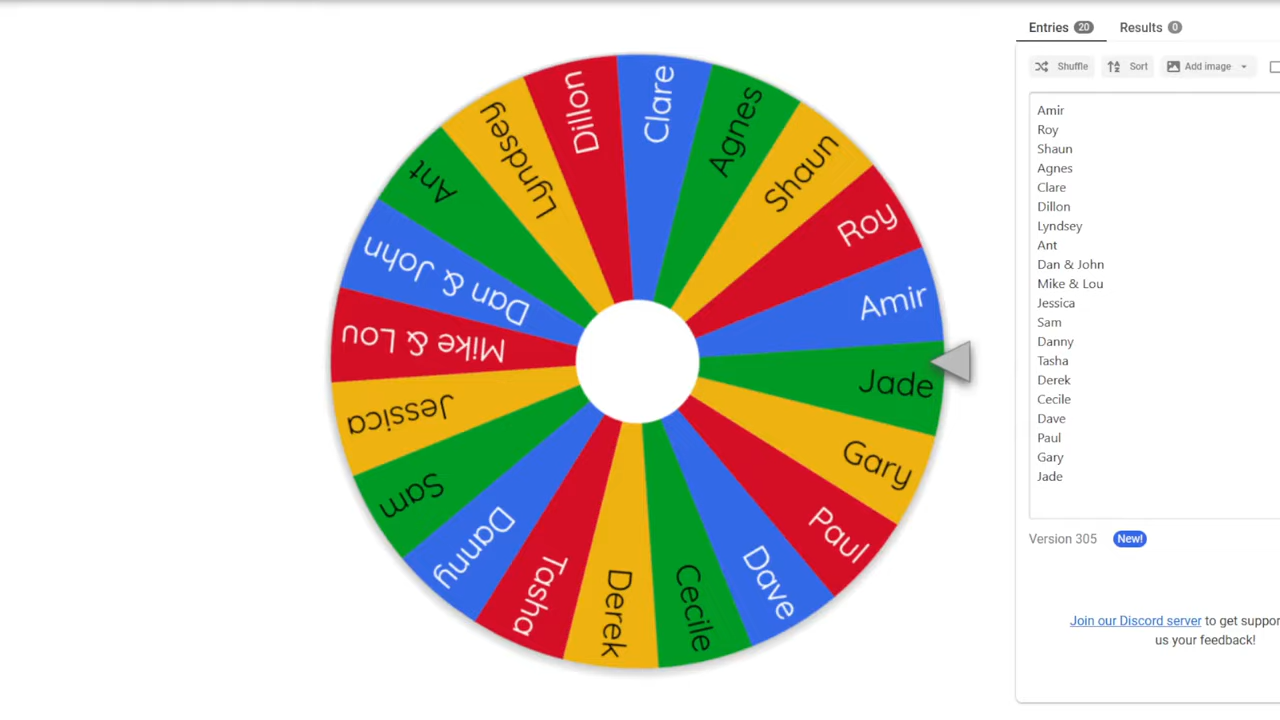 Entries 20 Results 0
Shuffle Sort Add image
Amir
Roy
Shaun
Agnes
Clare
Dillon
Lyndsey
Ant
Dan & John
Mike & Lou
Jessica
Sam
Danny
Tasha
Derek
Cecile
Dave
Paul
Gary
Jade
Version 305 New!
Join our Discord server to get suppor
us your feedback!
Clare
Agnes
Shaun
Roy
Amir
Jade
Gary
Paul
Dave
Cecile
Derek
Tasha
Danny
Sam
Jessica
Mike & Lou
Dan & John
Ant
Lyndsey
Dillon